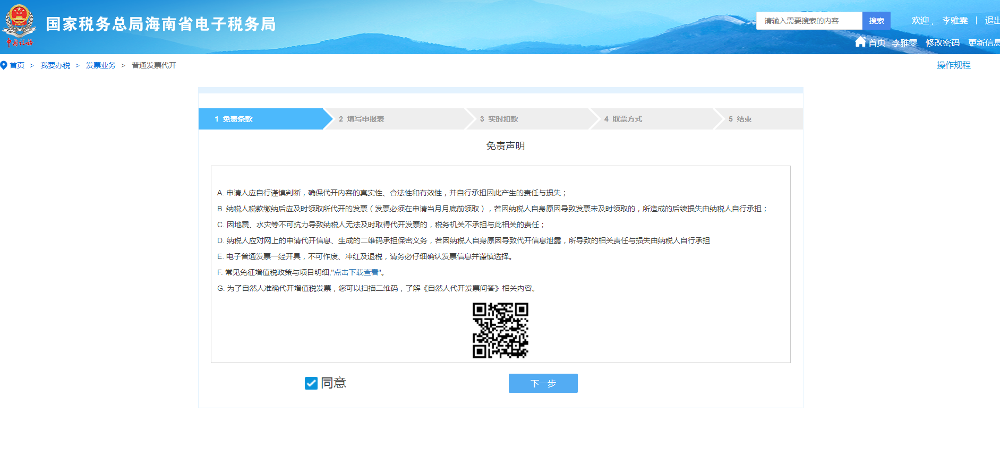 国家税务总局海南省电子税务局
中国税务
请输入需要搜索的内容 搜索 欢迎， 李雅雯 | 退出
首页 李雅雯 修改密码 更新信息
首页 > 我要办税 > 发票业务 > 普通发票代开 操作规程
1 免责条款 2 填写申报表 3 实时扣款 4 取票方式 5 结束
免责声明
A. 申请人应自行谨慎判断，确保代开内容的真实性、合法性和有效性，并自行承担因此产生的责任与损失；
B. 纳税人税款缴纳后应及时领取所代开的发票（发票必须在申请当月月底前领取），若因纳税人自身原因导致发票未及时领取的，所造成的后续损失由纳税人自行承担；
C. 因地震、水灾等不可抗力导致纳税人无法及时取得代开发票的，税务机关不承担与此相关的责任；
D. 纳税人应对网上的申请代开信息、生成的二维码承担保密义务，若因纳税人自身原因导致代开信息泄露，所导致的相关责任与损失由纳税人自行承担
E. 电子普通发票一经开具，不可作废、冲红及退税，请务必仔细确认发票信息并谨慎选择。
F. 常见免征增值税政策与项目明细,"点击下载查看"。
G. 为了自然人准确代开增值税发票，您可以扫描二维码，了解《自然人代开发票问答》相关内容。
同意 下一步